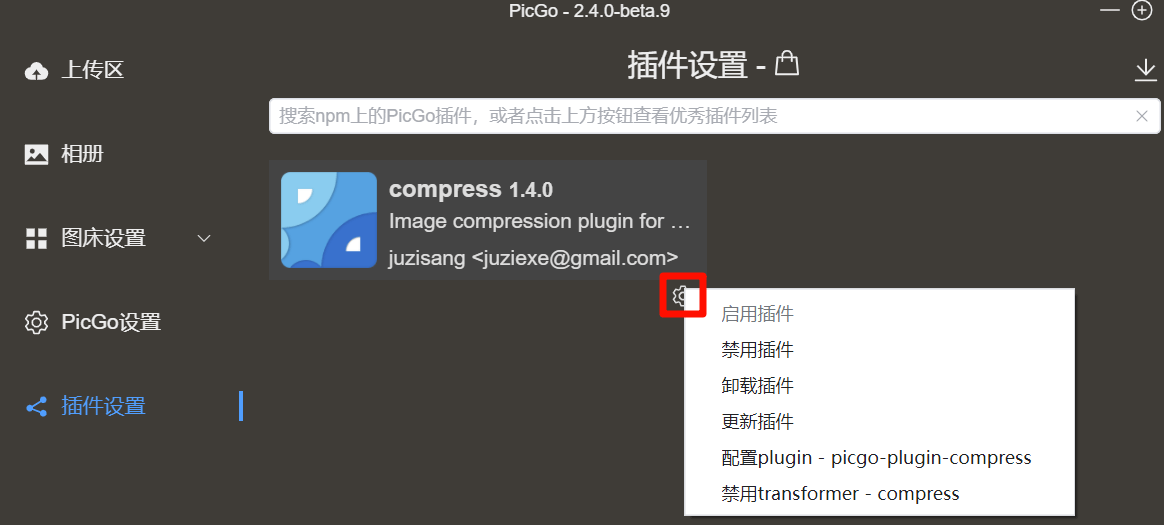 PicGo - 2.4.0-beta.9
上传区
相册
图床设置
PicGo设置
插件设置
插件设置 -
搜索npm上的PicGo插件，或者点击上方按钮查看优秀插件列表
compress 1.4.0
Image compression plugin for ...
juzisang <juziexe@gmail.com>
启用插件
禁用插件
卸载插件
更新插件
配置plugin - picgo-plugin-compress
禁用transformer - compress